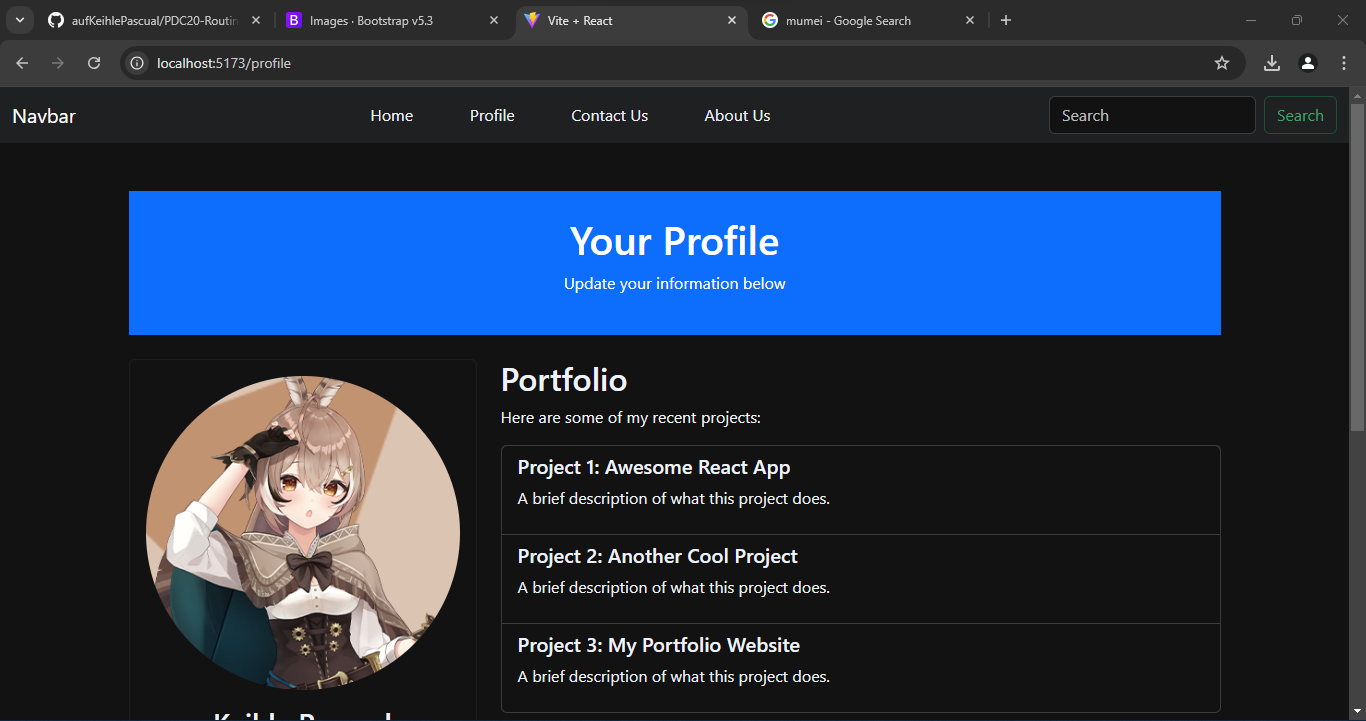 aufKeihlePascual/PDC20-Routin
Images · Bootstrap v5.3
Vite + React
mumei - Google Search
localhost:5173/profile
Navbar
Home
Profile
Contact Us
About Us
Search
Search
Your Profile
Update your information below
Portfolio
Here are some of my recent projects:
Project 1: Awesome React App
A brief description of what this project does.
Project 2: Another Cool Project
A brief description of what this project does.
Project 3: My Portfolio Website
A brief description of what this project does.